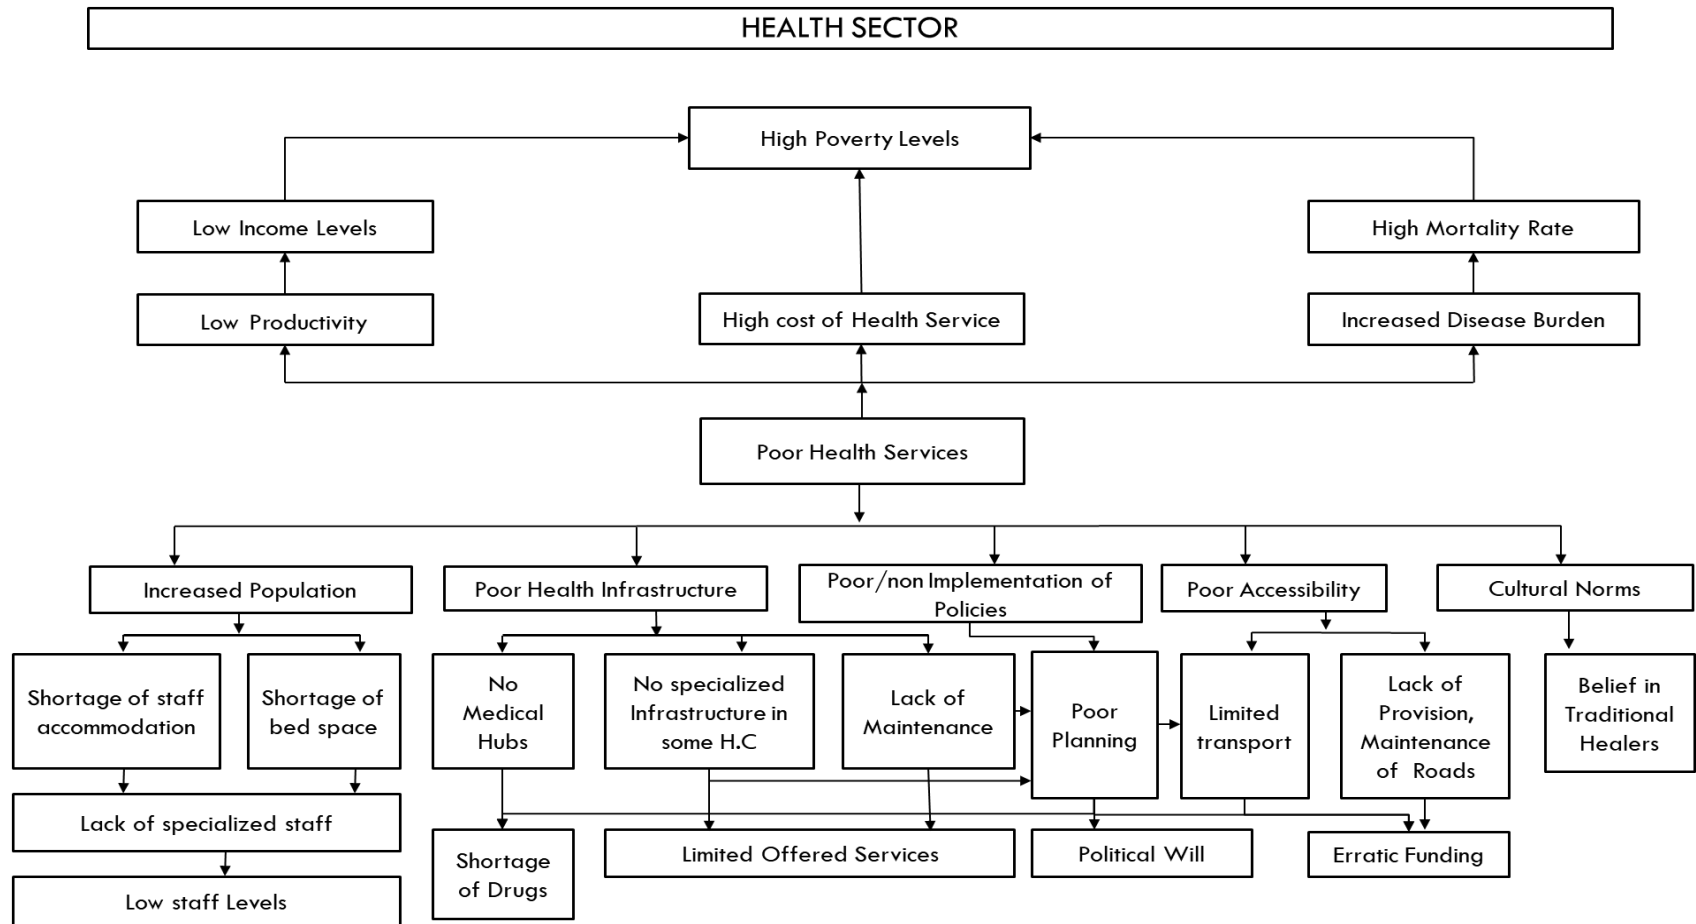 HEALTH SECTOR
High Poverty Levels
Low Income Levels
High Mortality Rate
Low Productivity
High cost of Health Service
Increased Disease Burden
Poor Health Services
Increased Population
Poor Health Infrastructure
Poor/non Implementation of
Policies
Poor Accessibility
Cultural Norms
Shortage of staff
accommodation
Shortage of
bed space
No
Medical
Hubs
No specialized
Infrastructure in
some H.C
Lack of
Maintenance
Poor
Planning
Limited
transport
Lack of
Provision,
Maintenance
of Roads
Belief in
Traditional
Healers
Lack of specialized staff
Shortage
of Drugs
Limited Offered Services
Political Will
Erratic Funding
Low staff Levels